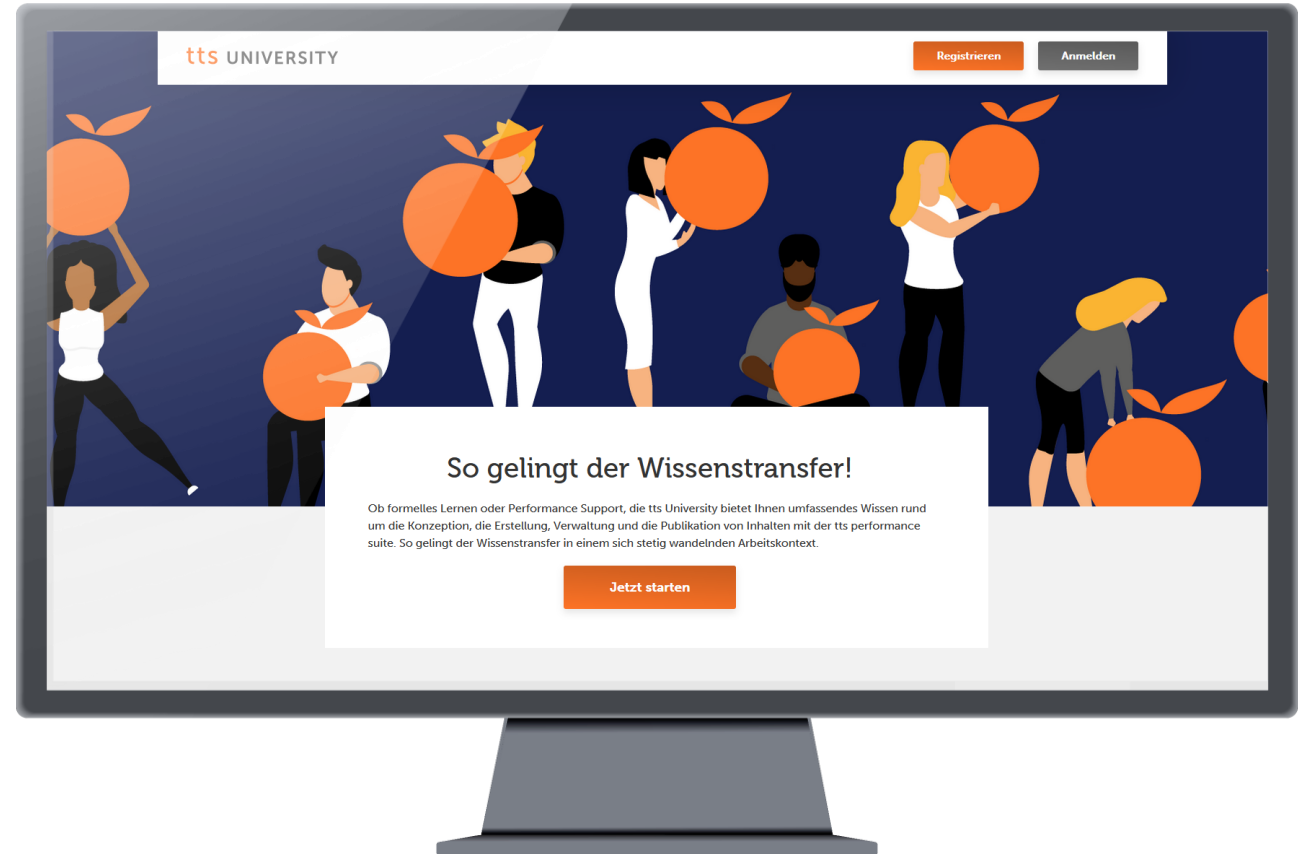 tts UNIVERSITY
Registrieren
Anmelden
So gelingt der Wissenstransfer!
Ob formelles Lernen oder Performance Support, die tts University bietet Ihnen umfassendes Wissen rund
um die Konzeption, die Erstellung, Verwaltung und die Publikation von Inhalten mit der tts performance
suite. So gelingt der Wissenstransfer in einem sich stetig wandelnden Arbeitskontext.
Jetzt starten